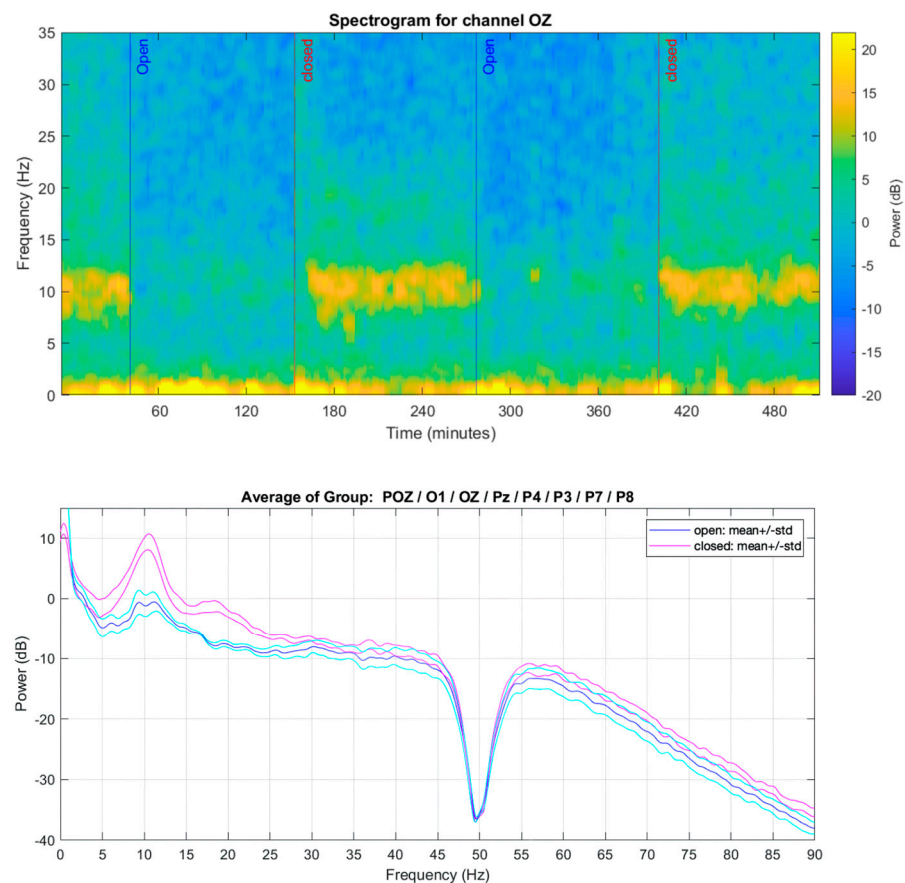 Spectrogram for channel OZ
Open
closed
Open
closed
35
30
25
20
15
10
5
0
Frequency (Hz)
60 120 180 240 300 360 420 480
Time (minutes)
20
15
10
5
0
-5
-10
-15
-20
Power (dB)
Average of Group: POZ / O1 / OZ / Pz / P4 / P3 / P7 / P8
open: mean+/-std
closed: mean+/-std
10
0
-10
-20
-30
-40
Power (dB)
0 5 10 15 20 25 30 35 40 45 50 55 60 65 70 75 80 85 90
Frequency (Hz)